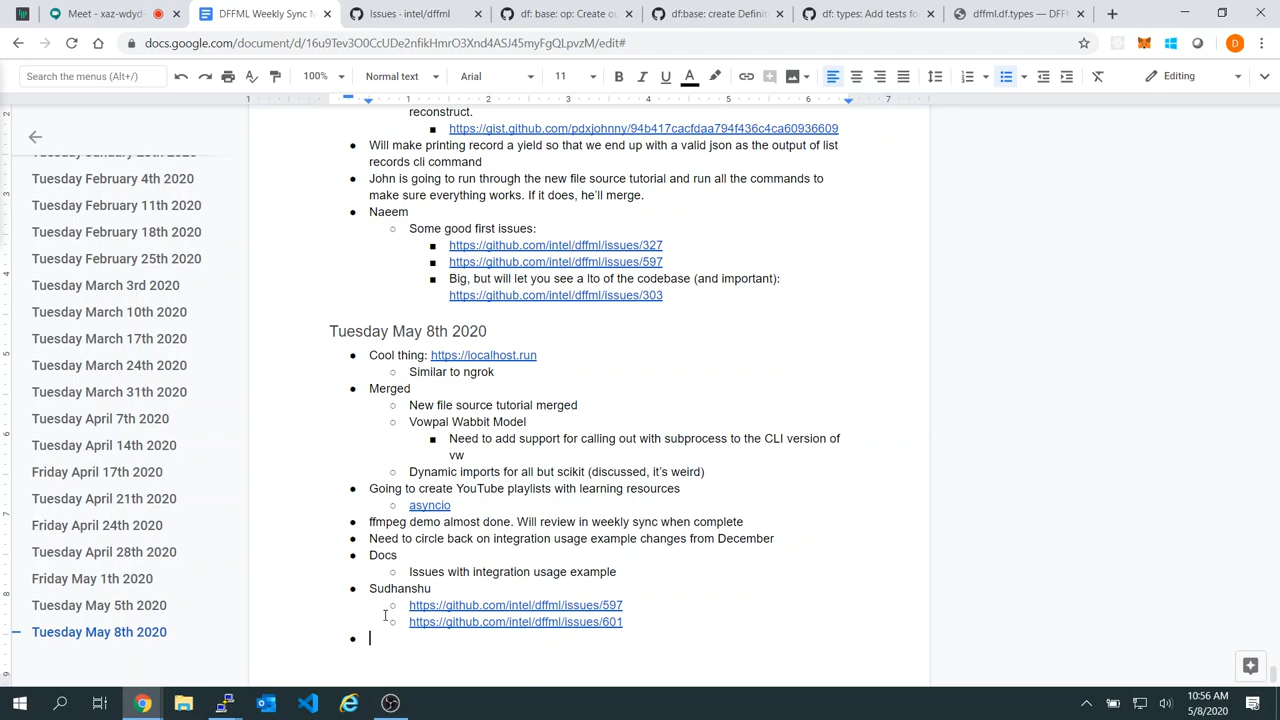 Meet - xaz-wdyd-
DFFML Weekly Sync M
Issues · intel/dffml
df: base: op: Create ou
df:base: create Definit
df: types: Add tests for
dffml.df.types — DFFM
docs.google.com/document/d/16u9Tev3O0CcUDe2nfikHmrO3Xnd4ASJ45myFgQLpvzM/edit#
D
Search the menus (Alt+/)
100%
Normal text
Arial
11
B I U A
Editing
1 1 2 3 4 5 6 7
Tuesday February 4th 2020
Tuesday February 11th 2020
Tuesday February 18th 2020
Tuesday February 25th 2020
Tuesday March 3rd 2020
Tuesday March 10th 2020
Tuesday March 17th 2020
Tuesday March 24th 2020
Tuesday March 31th 2020
Tuesday April 7th 2020
Tuesday April 14th 2020
Friday April 17th 2020
Tuesday April 21th 2020
Friday April 24th 2020
Tuesday April 28th 2020
Friday May 1th 2020
Tuesday May 5th 2020
Tuesday May 8th 2020
reconstruct.
https://gist.github.com/pdxjohnny/94b417cacfdaa794f436c4ca60936609
Will make printing record a yield so that we end up with a valid json as the output of list
records cli command
John is going to run through the new file source tutorial and run all the commands to
make sure everything works. If it does, he'll merge.
Naeem
Some good first issues:
https://github.com/intel/dffml/issues/327
https://github.com/intel/dffml/issues/597
Big, but will let you see a lto of the codebase (and important):
https://github.com/intel/dffml/issues/303
Tuesday May 8th 2020
Cool thing: https://localhost.run
Similar to ngrok
Merged
New file source tutorial merged
Vowpal Wabbit Model
Need to add support for calling out with subprocess to the CLI version of
vw
Dynamic imports for all but scikit (discussed, it's weird)
Going to create YouTube playlists with learning resources
asyncio
ffmpeg demo almost done. Will review in weekly sync when complete
Need to circle back on integration usage example changes from December
Docs
Issues with integration usage example
Sudhanshu
https://github.com/intel/dffml/issues/597
https://github.com/intel/dffml/issues/601
10:56 AM
5/8/2020